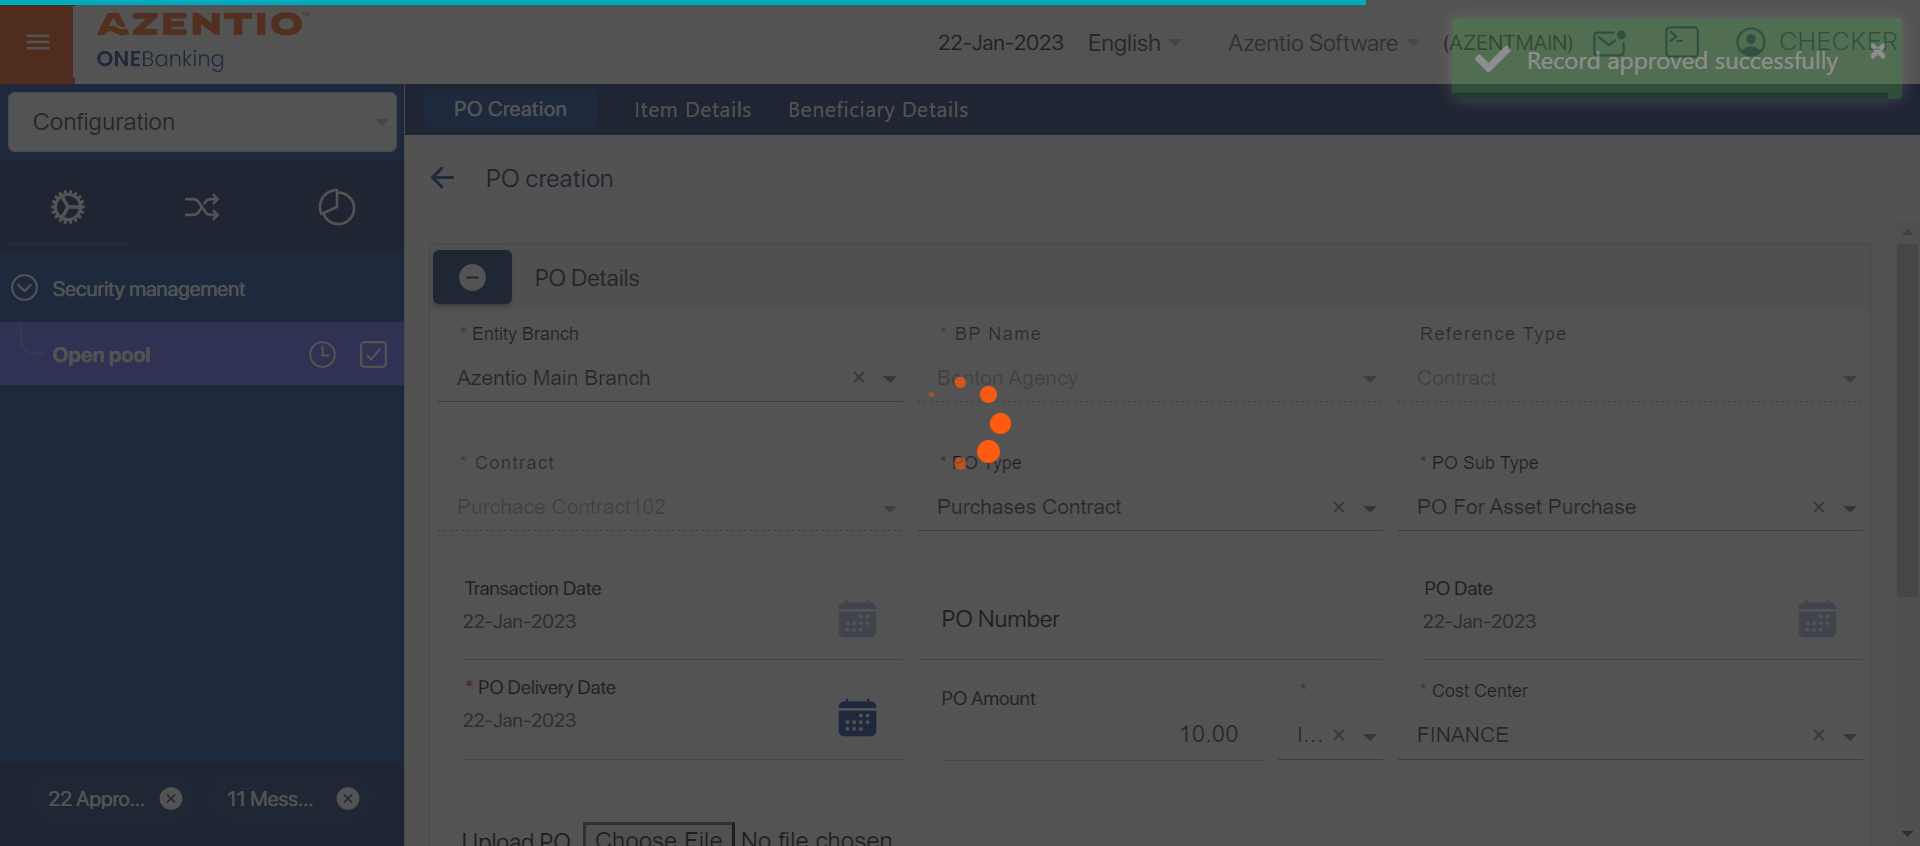 AZENTIO
ONEBanking
22-Jan-2023 English Azentio Software (AZENTMAIN) CHECKER
Record approved successfully
Configuration
PO Creation Item Details Beneficiary Details
PO creation
Security management
Open pool
PO Details
* Entity Branch * BP Name Reference Type
Azentio Main Branch Benton Agency Contract
* Contract * PO Type * PO Sub Type
Purchace Contract102 Purchases Contract PO For Asset Purchase
Transaction Date PO Number PO Date
22-Jan-2023 22-Jan-2023
* PO Delivery Date PO Amount * * Cost Center
22-Jan-2023 10.00 I... FINANCE
22 Appro... 11 Mess...
Upload PO Choose File No file chosen